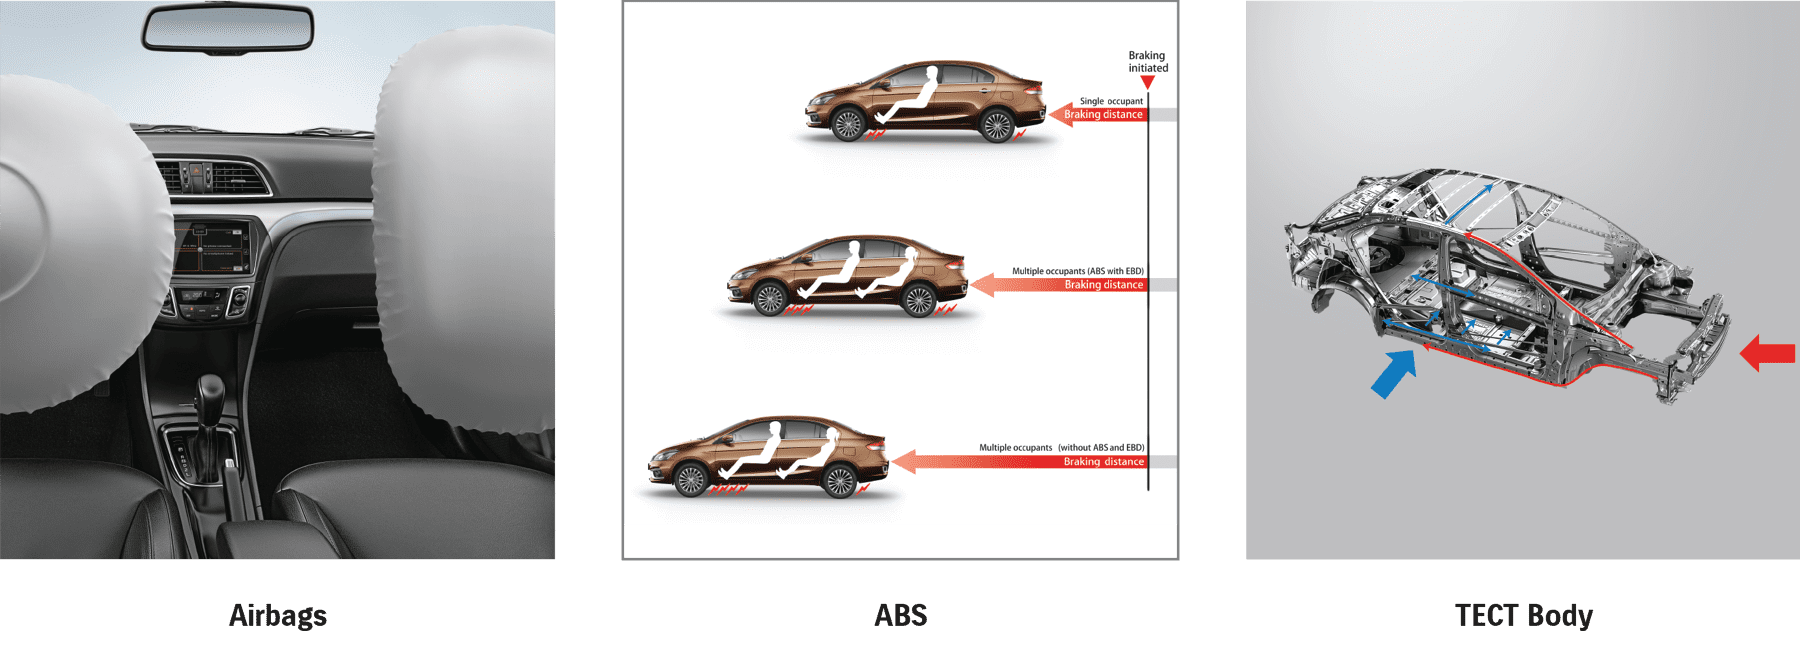 Braking
initiated
Single occupant
Braking distance
Multiple occupants (ABS with EBD)
Braking distance
Multiple occupants (without ABS and EBD)
Braking distance
Airbags
ABS
TECT Body